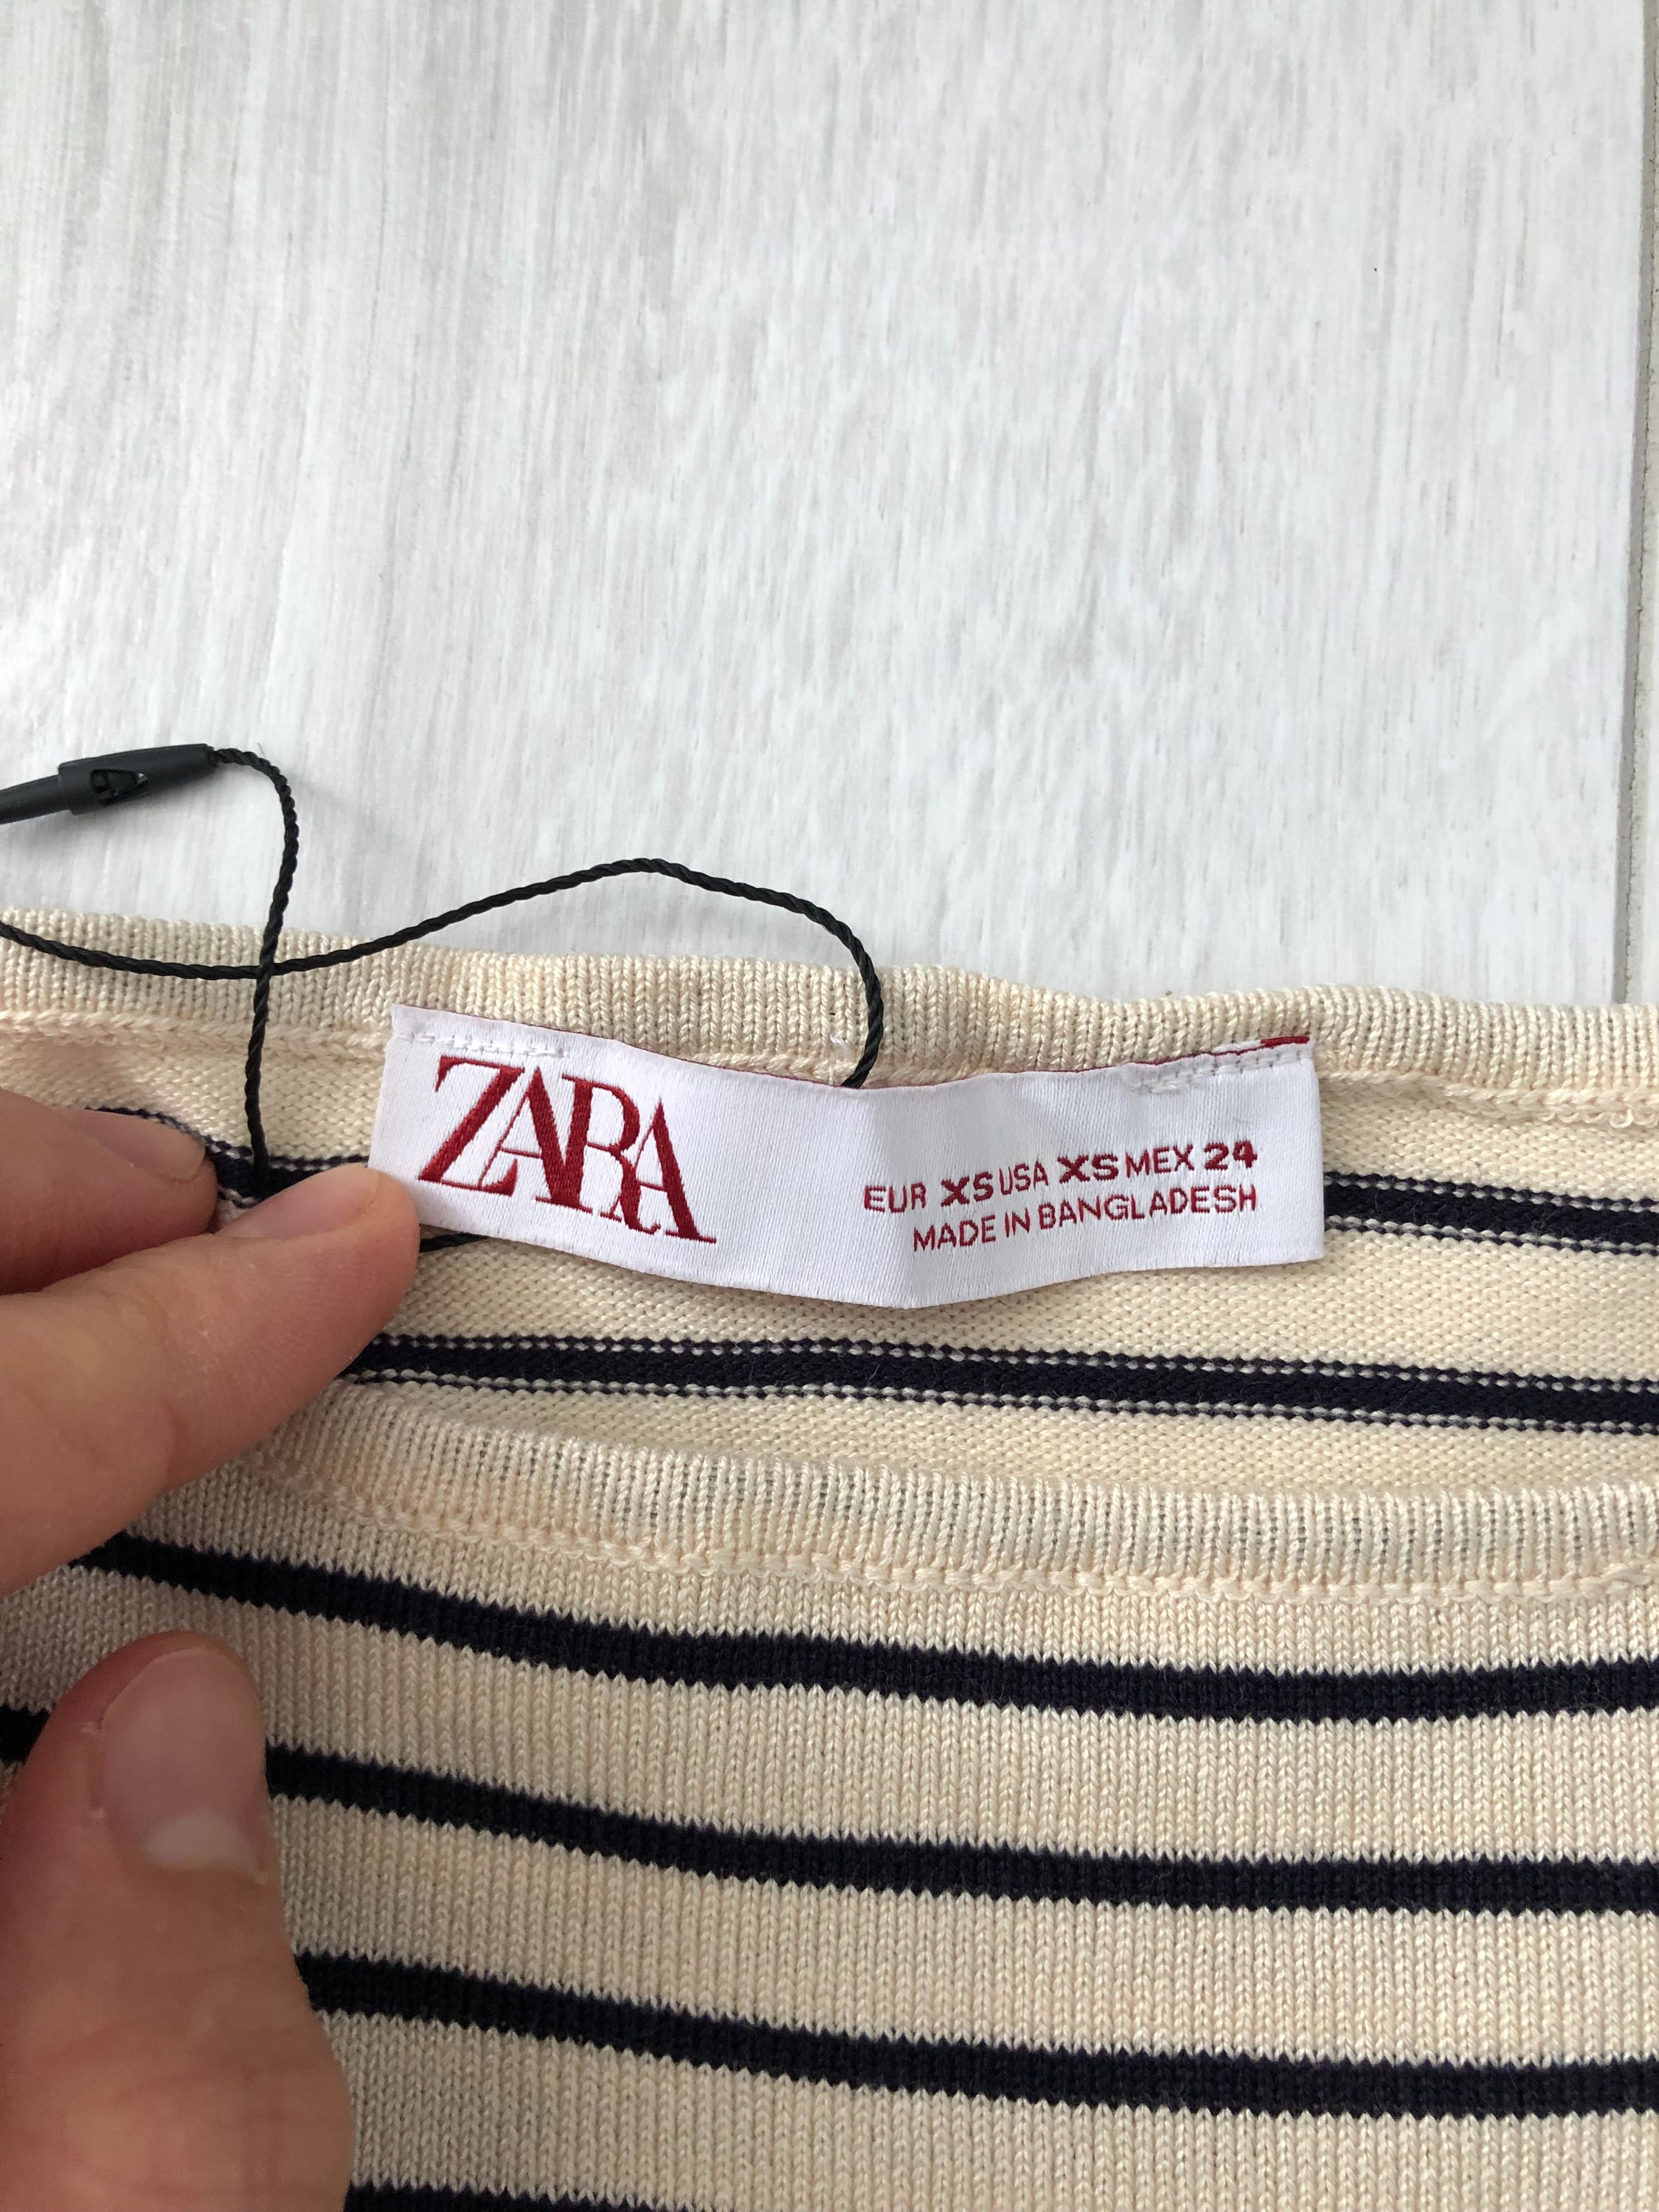 ZARA
EUR XS USA XS MEX 24
MADE IN BANGLADESH